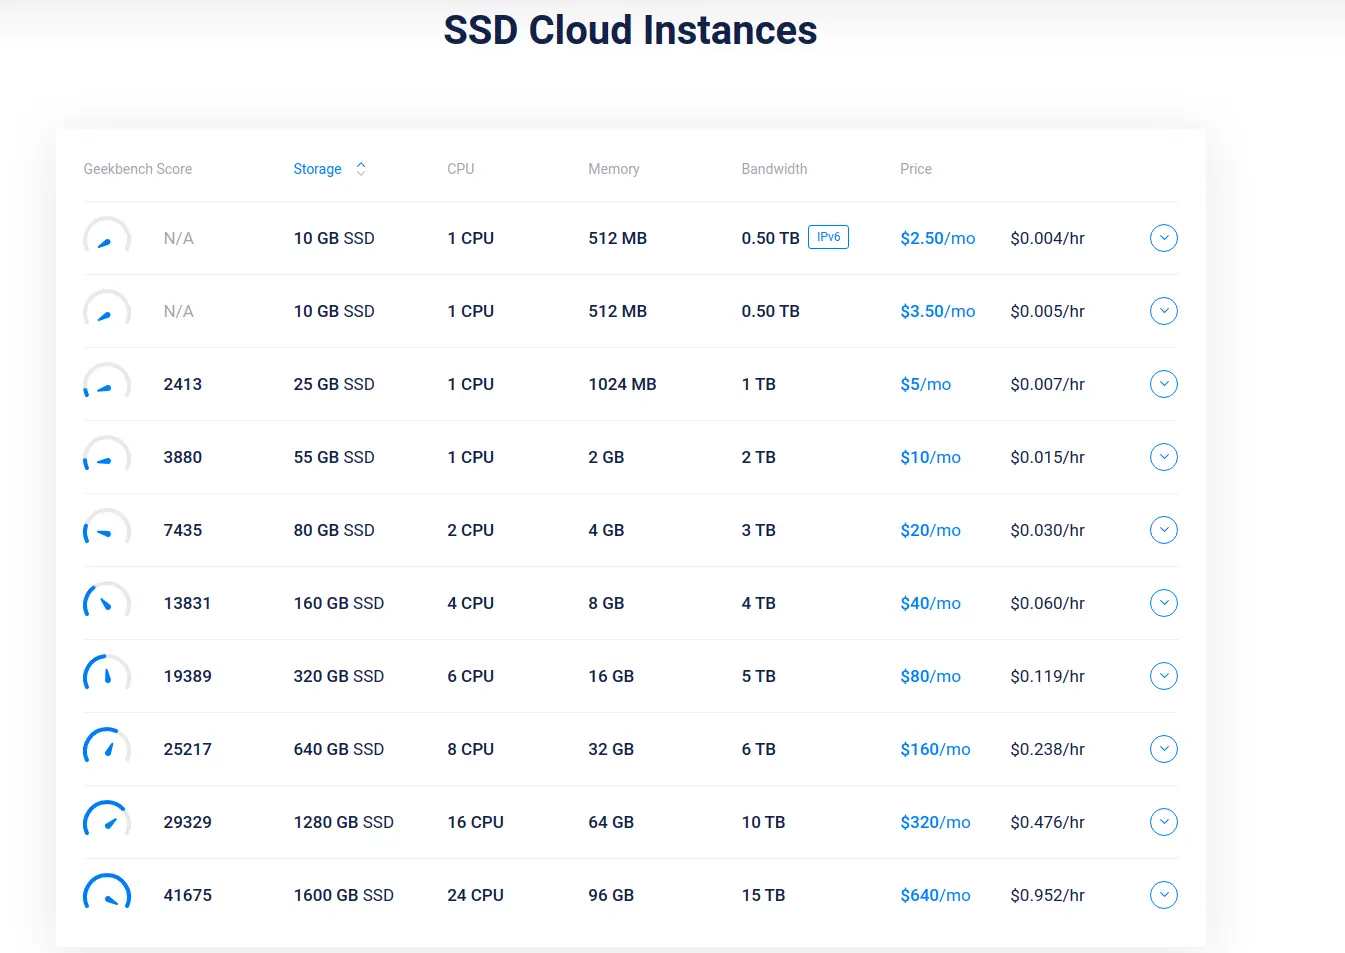 SSD Cloud Instances
Geekbench Score Storage CPU Memory Bandwidth Price
N/A 10 GB SSD 1 CPU 512 MB 0.50 TB IPv6 $2.50/mo $0.004/hr
N/A 10 GB SSD 1 CPU 512 MB 0.50 TB $3.50/mo $0.005/hr
2413 25 GB SSD 1 CPU 1024 MB 1 TB $5/mo $0.007/hr
3880 55 GB SSD 1 CPU 2 GB 2 TB $10/mo $0.015/hr
7435 80 GB SSD 2 CPU 4 GB 3 TB $20/mo $0.030/hr
13831 160 GB SSD 4 CPU 8 GB 4 TB $40/mo $0.060/hr
19389 320 GB SSD 6 CPU 16 GB 5 TB $80/mo $0.119/hr
25217 640 GB SSD 8 CPU 32 GB 6 TB $160/mo $0.238/hr
29329 1280 GB SSD 16 CPU 64 GB 10 TB $320/mo $0.476/hr
41675 1600 GB SSD 24 CPU 96 GB 15 TB $640/mo $0.952/hr